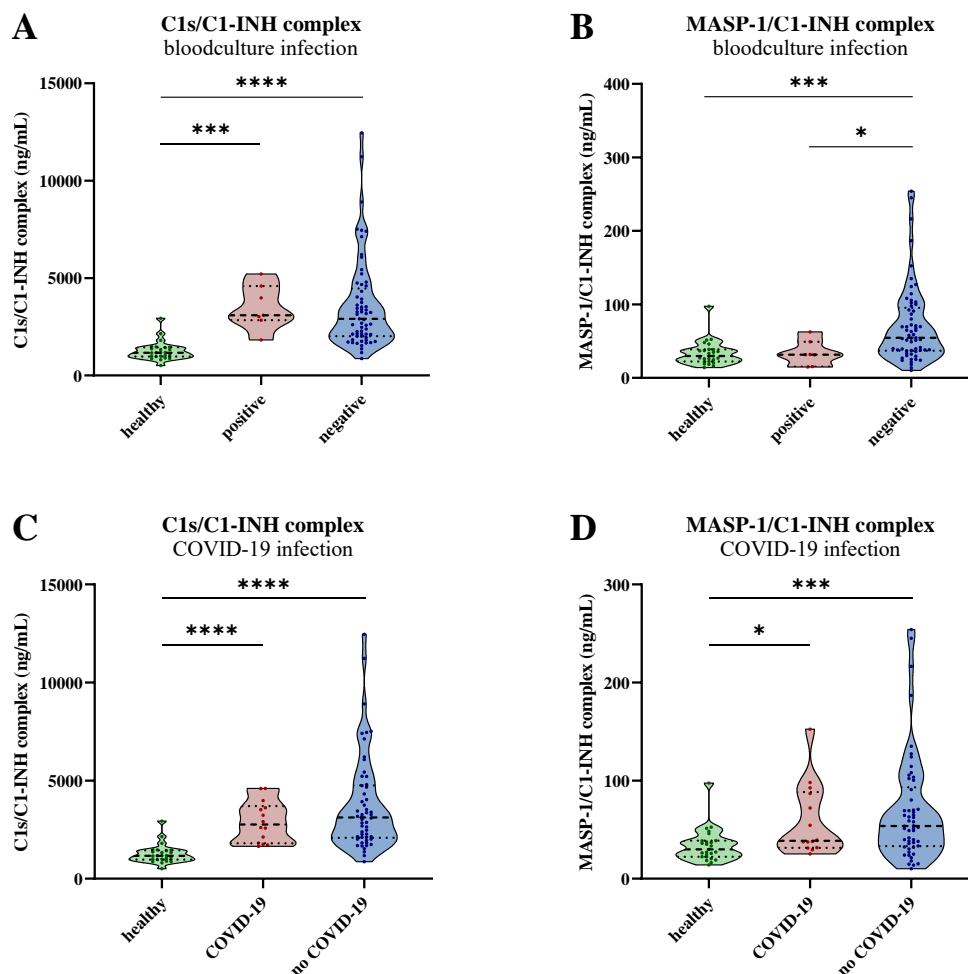 A
C1s/C1-INH complex
bloodculture infection
C1s/C1-INH complex (ng/mL)
15000
10000
5000
0
****
***
healthy
positive
negative
B
MASP-1/C1-INH complex
bloodculture infection
MASP-1/C1-INH complex (ng/mL)
400
300
200
100
0
***
*
healthy
positive
negative
C
C1s/C1-INH complex
COVID-19 infection
C1s/C1-INH complex (ng/mL)
15000
10000
5000
0
****
****
healthy
COVID-19
no COVID-19
D
MASP-1/C1-INH complex
COVID-19 infection
MASP-1/C1-INH complex (ng/mL)
300
200
100
0
***
*
healthy
COVID-19
no COVID-19